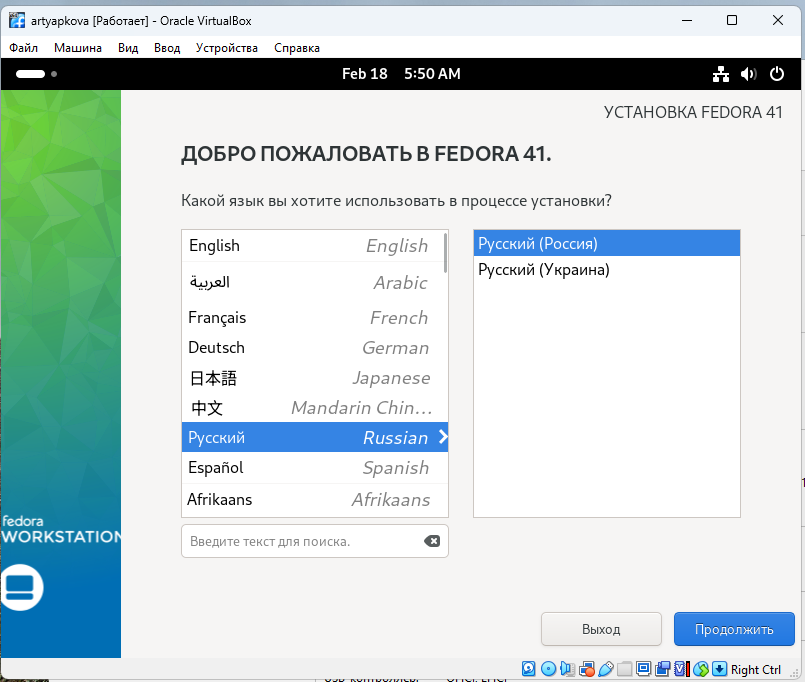 artyapkova [Работает] - Oracle VirtualBox
Файл Машина Вид Ввод Устройства Справка
Feb 18 5:50 AM
УСТАНОВКА FEDORA 41
ДОБРО ПОЖАЛОВАТЬ В FEDORA 41.
Какой язык вы хотите использовать в процессе установки?
English English
العربية Arabic
Français French
Deutsch German
日本語 Japanese
中文 Mandarin Chin...
Русский Russian
Español Spanish
Afrikaans Afrikaans
Русский (Россия)
Русский (Украина)
Введите текст для поиска.
fedora
WORKSTATION
Выход Продолжить
Right Ctrl